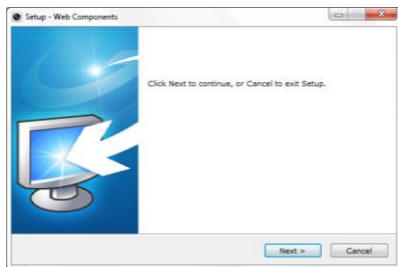 Setup - Web Components
Click Next to continue, or Cancel to exit Setup.
Next >
Cancel